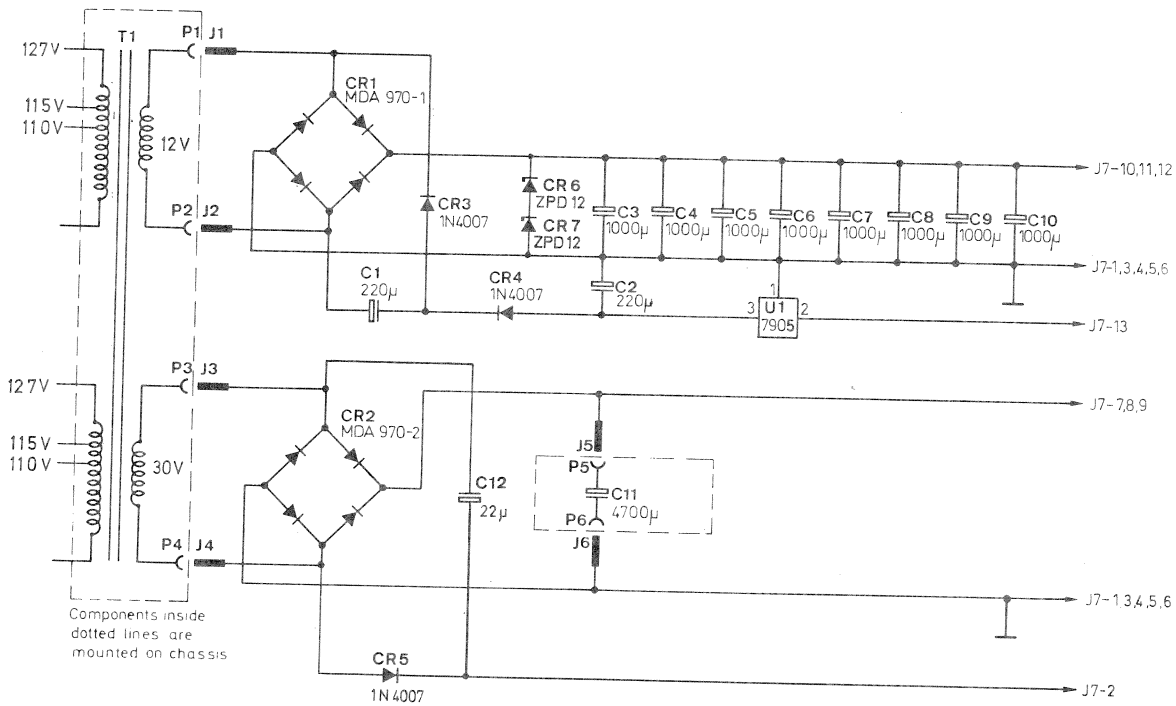 T1
P1 J1
127V
115V
110V
12V
P2 J2
CR1
MDA 970-1
CR3
1N4007
CR6
ZPD 12
CR7
ZPD 12
C3
1000µ
C4
1000µ
C5
1000µ
C6
1000µ
C7
1000µ
C8
1000µ
C9
1000µ
C10
1000µ
J7-10,11,12
J7-1,3,4,5,6
C1
220µ
CR4
1N4007
C2
220µ
1
3 U1 2
7905
J7-13
P3 J3
127V
115V
110V
30V
P4 J4
CR2
MDA 970-2
C12
22µ
J5
P5
C11
4700µ
P6
J6
J7-7,8,9
J7-1,3,4,5,6
CR5
1N4007
J7-2
Components inside
dotted lines are
mounted on chassis